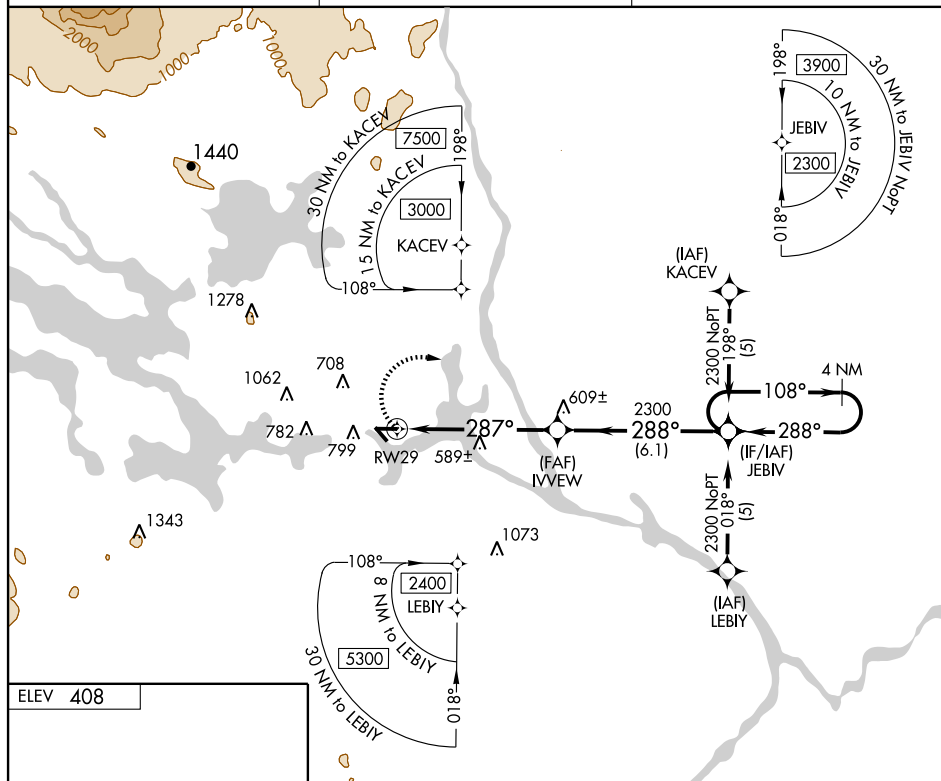 2000
1000
1000
1440
30 NM to KACEV
7500
198°
15 NM to KACEV
3000
KACEV
108°
198°
3900
30 NM to JEBIV NoPT
10 NM to JEBIV
JEBIV
2300
018°
(IAF)
KACEV
2300 NoPT
198°
(5)
4 NM
108°
288°
(IF/IAF)
JEBIV
2300
288°
(6.1)
609±
(FAF)
IVVEW
287°
589±
RW29
1278
708
1062
782
799
1343
1073
2300 NoPT
018°
(5)
(IAF)
LEBIY
108°
2400
LEBIY
8 NM to LEBIY
5300
30 NM to LEBIY
018°
ELEV 408